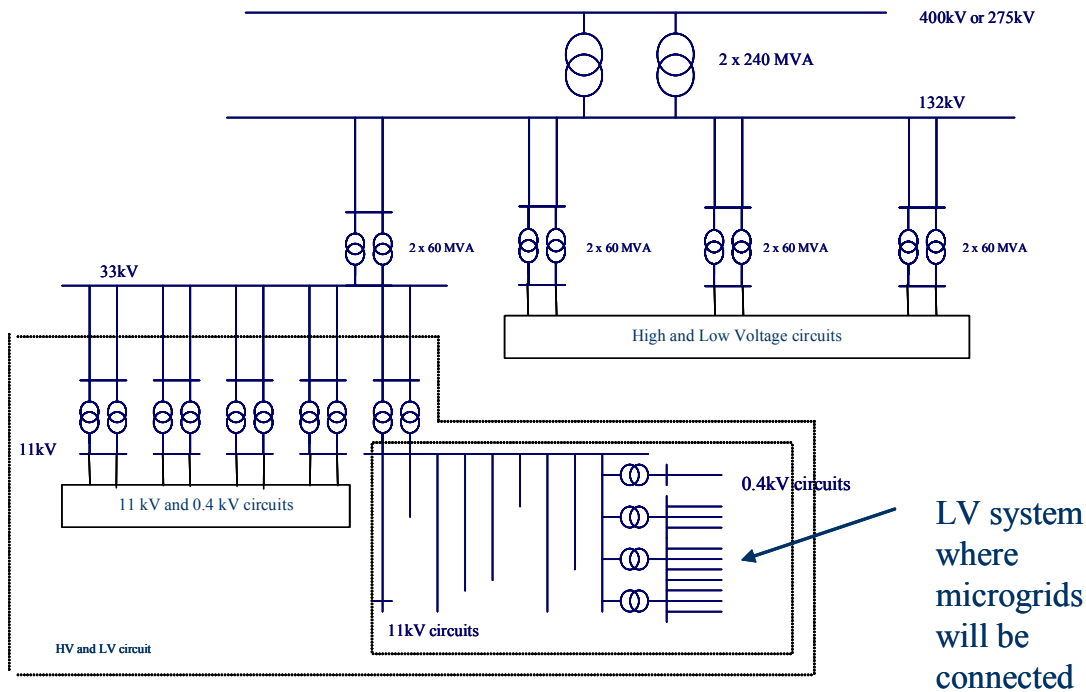 400kV or 275kV
2 x 240 MVA
132kV
2 x 60 MVA
2 x 60 MVA
2 x 60 MVA
2 x 60 MVA
33kV
High and Low Voltage circuits
11kV
11 kV and 0.4 kV circuits
0.4kV circuits
LV system
where
microgrids
will be
connected
11kV circuits
HV and LV circuit